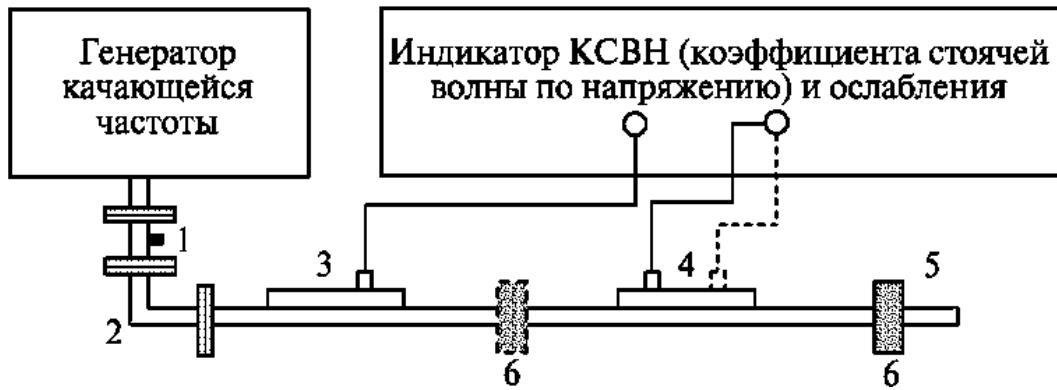 Генератор
качающейся
частоты
Индикатор КСВН (коэффициента стоячей
волны по напряжению) и ослабления
1
2
3
4
5
6
6